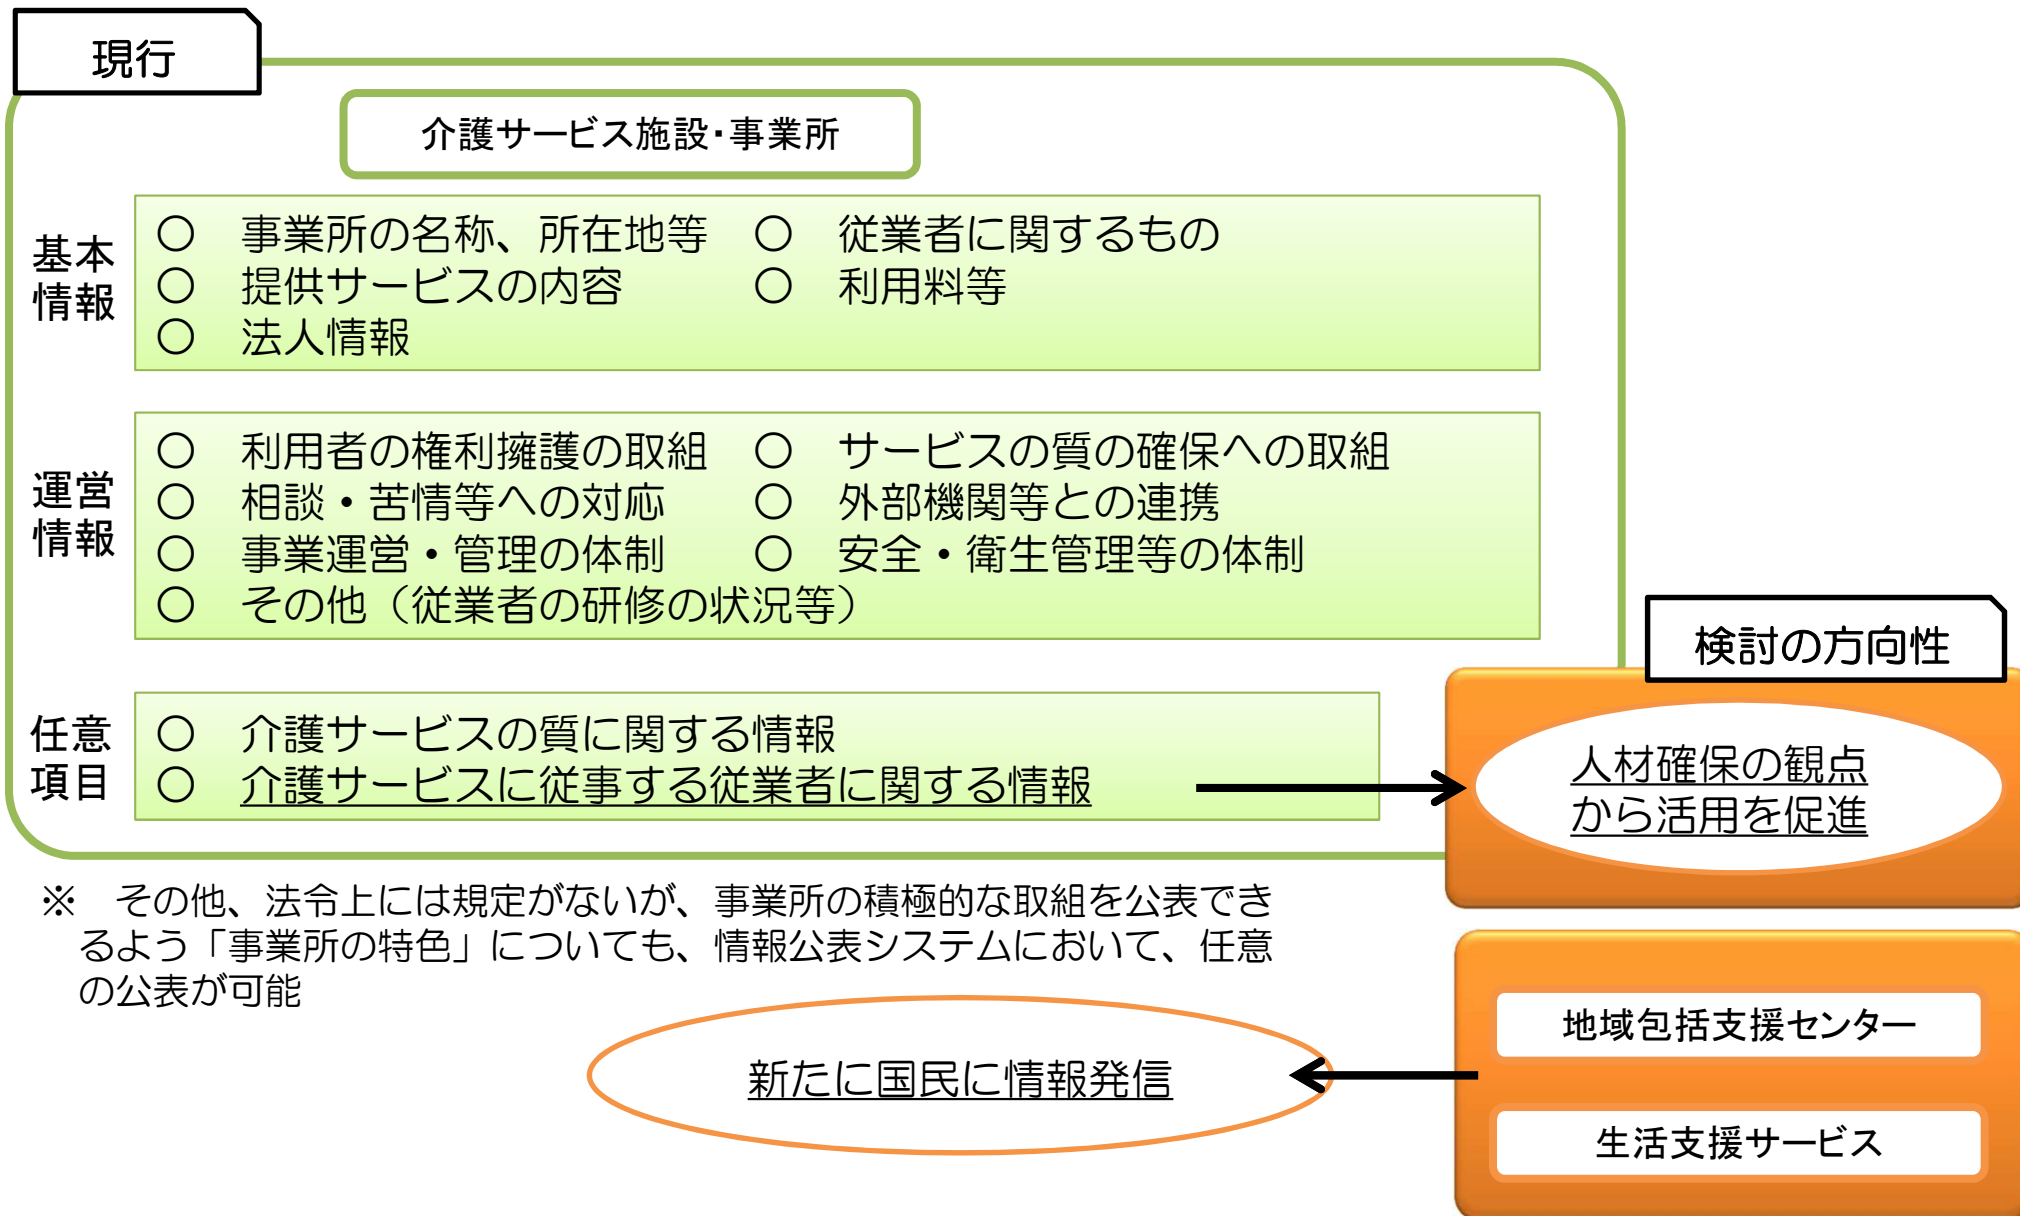 現行
介護サービス施設・事業所
基本
情報
○　事業所の名称、所在地等　○　従業者に関するもの
○　提供サービスの内容　○　利用料等
○　法人情報
運営
情報
○　利用者の権利擁護の取組　○　サービスの質の確保への取組
○　相談・苦情等への対応　○　外部機関等との連携
○　事業運営・管理の体制　○　安全・衛生管理等の体制
○　その他（従業者の研修の状況等）
任意
項目
○　介護サービスの質に関する情報
○　介護サービスに従事する従業者に関する情報
検討の方向性
人材確保の観点
から活用を促進
※　その他、法令上には規定がないが、事業所の積極的な取組を公表でき
るよう「事業所の特色」についても、情報公表システムにおいて、任意
の公表が可能
新たに国民に情報発信
地域包括支援センター
生活支援サービス